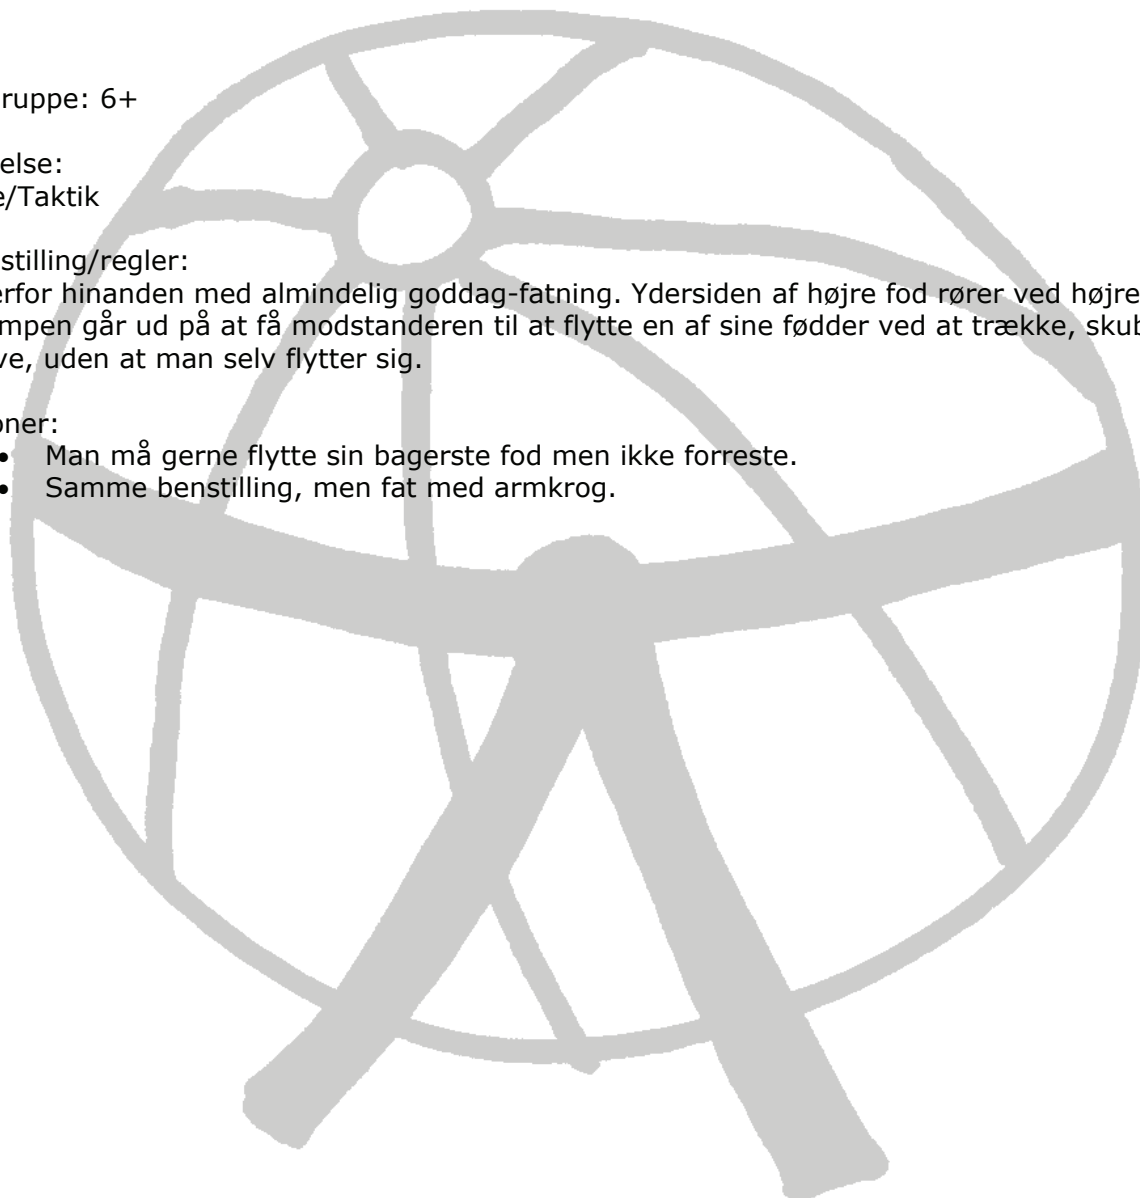 ruppe: 6+
else:
e/Taktik
stilling/regler:
erfor hinanden med almindelig goddag-fatning. Ydersiden af højre fod rører ved højre
mpen går ud på at få modstanderen til at flytte en af sine fødder ved at trække, skub
ve, uden at man selv flytter sig.
oner:
• Man må gerne flytte sin bagerste fod men ikke forreste.
• Samme benstilling, men fat med armkrog.